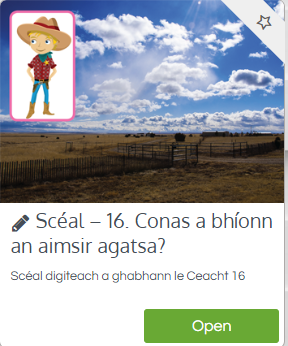 Scéal – 16. Conas a bhíonn
an aimsir agatsa?
Scéal digiteach a ghabhann le Ceacht 16
Open